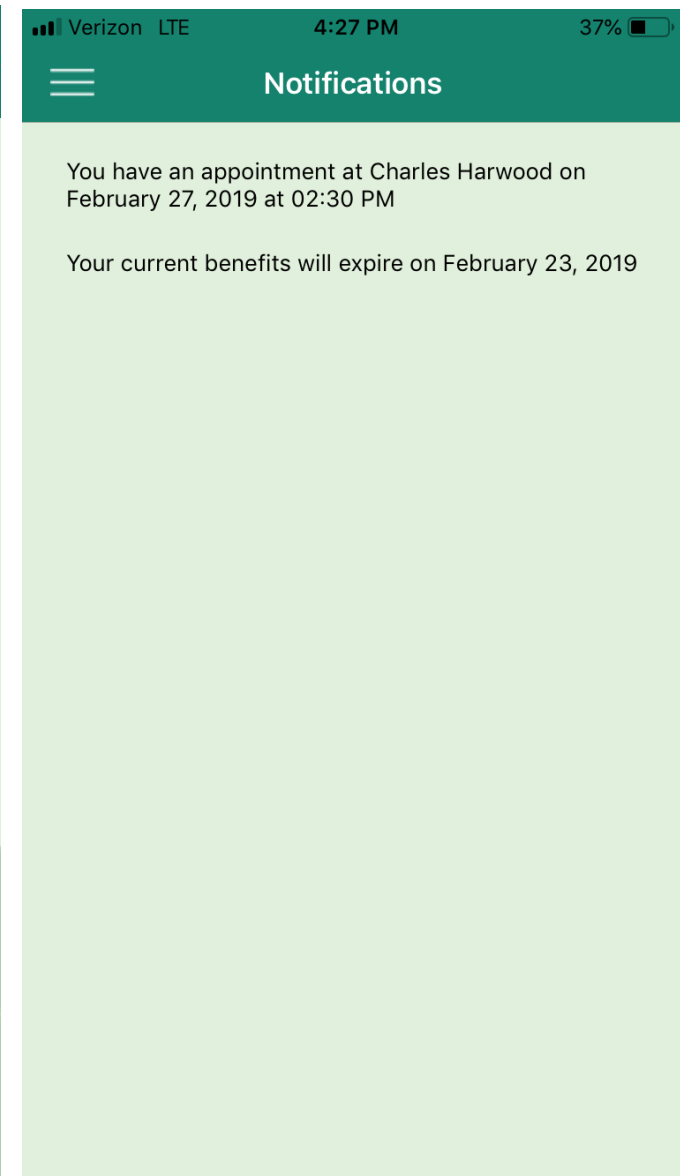 Verizon LTE 4:27 PM 37%
Notifications
You have an appointment at Charles Harwood on
February 27, 2019 at 02:30 PM
Your current benefits will expire on February 23, 2019